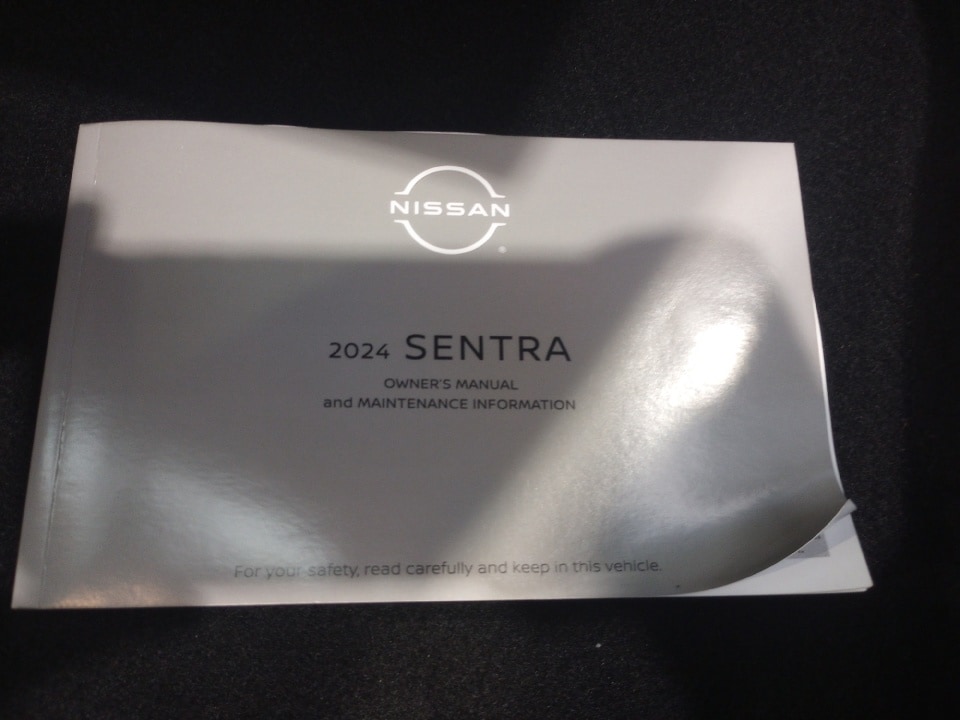 NISSAN
2024 SENTRA
OWNER'S MANUAL
and MAINTENANCE INFORMATION
For your safety, read carefully and keep in this vehicle.